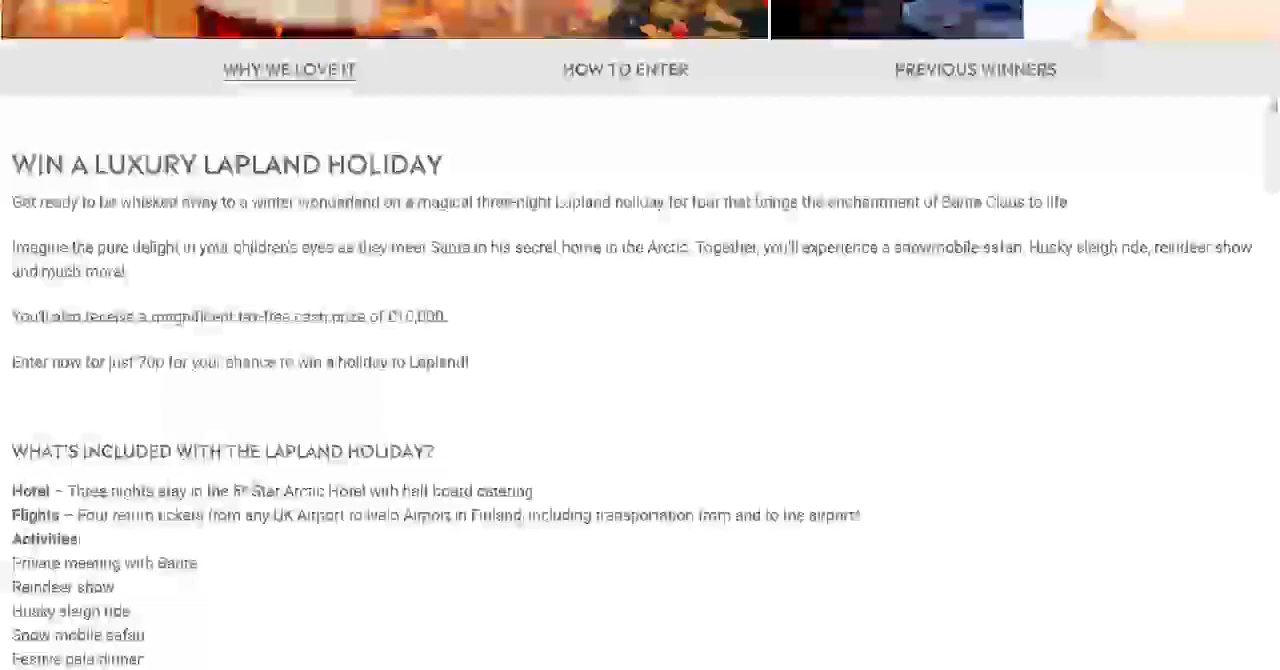 WHY WE LOVE IT
HOW TO ENTER
PREVIOUS WINNERS
WIN A LUXURY LAPLAND HOLIDAY
Get ready to be whisked away to a winter wonderland on a magical three-night Lapland holiday for four that brings the enchantment of Santa Claus to life
Imagine the pure delight in your children's eyes as they meet Santa in his secret home in the Arctic. Together, you'll experience a snowmobile safari, Husky sleigh ride, reindeer show
and much more!
You'll also receive a magnificent tax-free cash prize of £10,000.
Enter now for just 70p for your chance to win a holiday to Lapland!
WHAT'S INCLUDED WITH THE LAPLAND HOLIDAY?
Hotel – Three nights stay in the Star Arctic Hotel with half board catering
Flights – Four return tickets from any UK Airport to Ivalo Airport in Finland, including transportation from and to the airport!
Activities:
Private meeting with Santa
Reindeer show
Husky sleigh ride
Snow mobile safari
Festive gala dinner